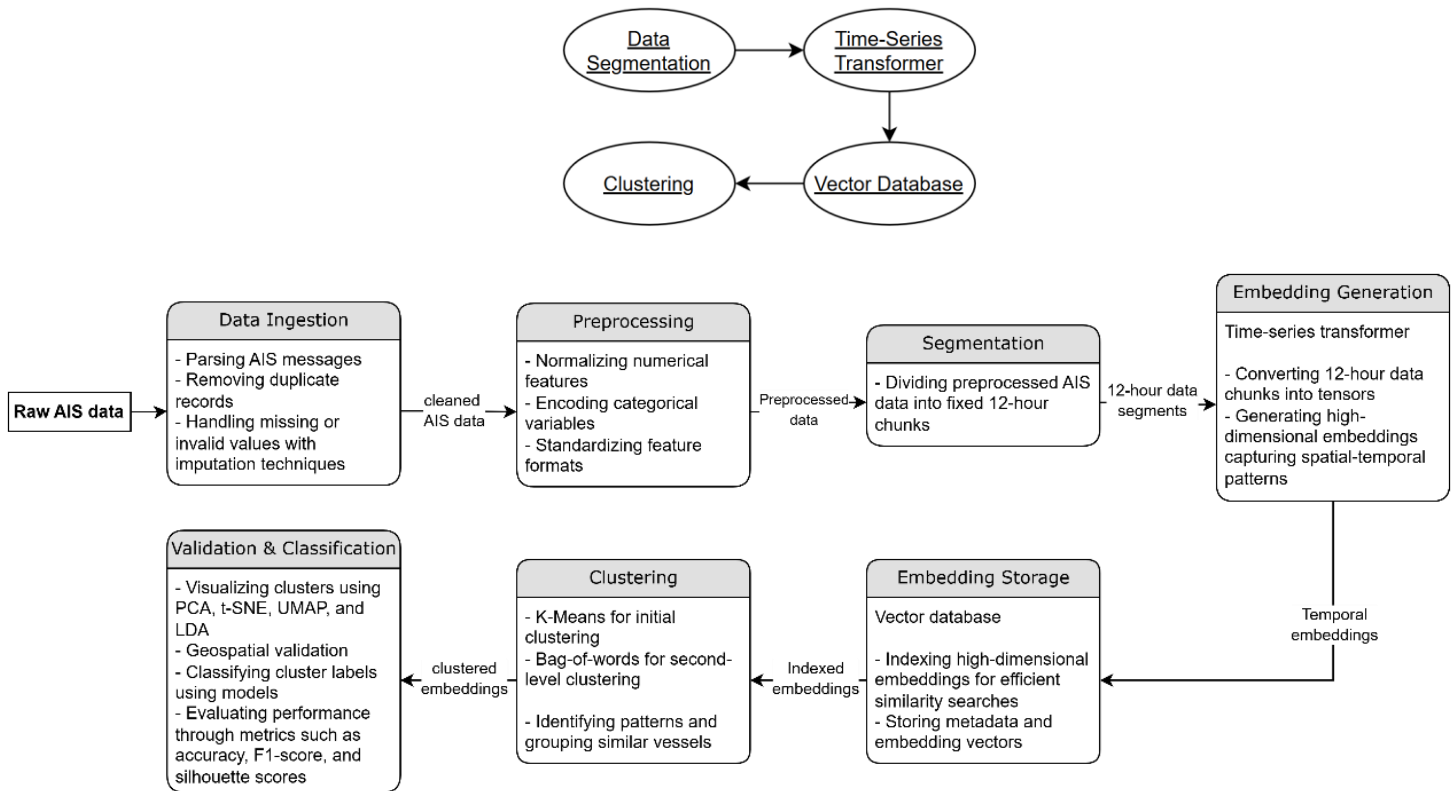 Data
Segmentation
Time-Series
Transformer
Clustering
Vector Database
Raw AIS data
Data Ingestion
- Parsing AIS messages
- Removing duplicate
records
- Handling missing or
invalid values with
imputation techniques
cleaned
AIS data
Preprocessing
- Normalizing numerical
features
- Encoding categorical
variables
- Standardizing feature
formats
Preprocessed
data
Segmentation
- Dividing preprocessed AIS
data into fixed 12-hour
chunks
12-hour data
segments
Embedding Generation
Time-series transformer
- Converting 12-hour data
chunks into tensors
- Generating high-
dimensional embeddings
capturing spatial-temporal
patterns
Temporal
embeddings
Embedding Storage
Vector database
- Indexing high-dimensional
embeddings for efficient
similarity searches
- Storing metadata and
embedding vectors
Indexed
embeddings
Clustering
- K-Means for initial
clustering
- Bag-of-words for second-
level clustering
- Identifying patterns and
grouping similar vessels
clustered
embeddings
Validation & Classification
- Visualizing clusters using
PCA, t-SNE, UMAP, and
LDA
- Geospatial validation
- Classifying cluster labels
using models
- Evaluating performance
through metrics such as
accuracy, F1-score, and
silhouette scores